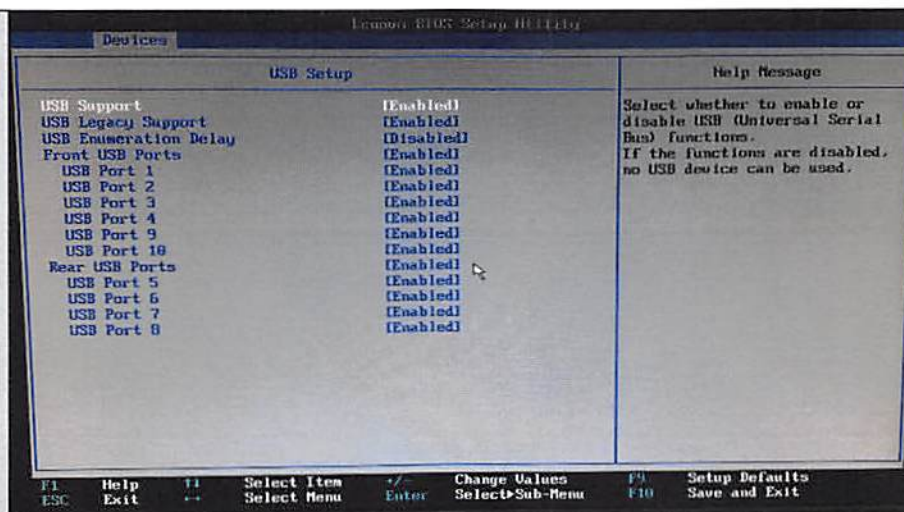 Lenovo BIOS Setup Utility
Devices
USB Setup
USB Support [Enabled]
USB Legacy Support [Enabled]
USB Enumeration Delay [Disabled]
Front USB Ports [Enabled]
USB Port 1 [Enabled]
USB Port 2 [Enabled]
USB Port 3 [Enabled]
USB Port 4 [Enabled]
USB Port 9 [Enabled]
USB Port 10 [Enabled]
Rear USB Ports [Enabled]
USB Port 5 [Enabled]
USB Port 6 [Enabled]
USB Port 7 [Enabled]
USB Port 8 [Enabled]
Help Message
Select whether to enable or
disable USB (Universal Serial
Bus) functions.
If the functions are disabled,
no USB device can be used.
F1 Help ↑↓ Select Item +/- Change Values F9 Setup Defaults
ESC Exit ←→ Select Menu Enter Select▶Sub-Menu F10 Save and Exit